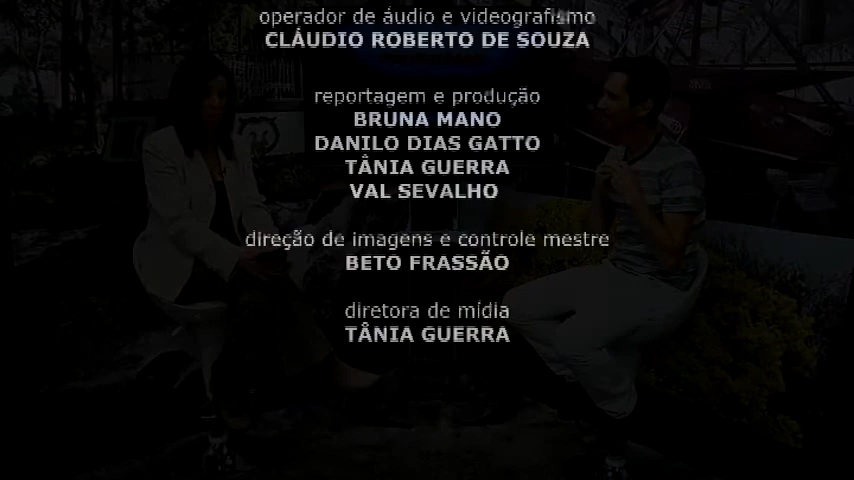 operador de áudio e videografismo
CLÁUDIO ROBERTO DE SOUZA
reportagem e produção
BRUNA MANO
DANILO DIAS GATTO
TÂNIA GUERRA
VAL SEVALHO
direção de imagens e controle mestre
BETO FRASSÃO
diretora de mídia
TÂNIA GUERRA